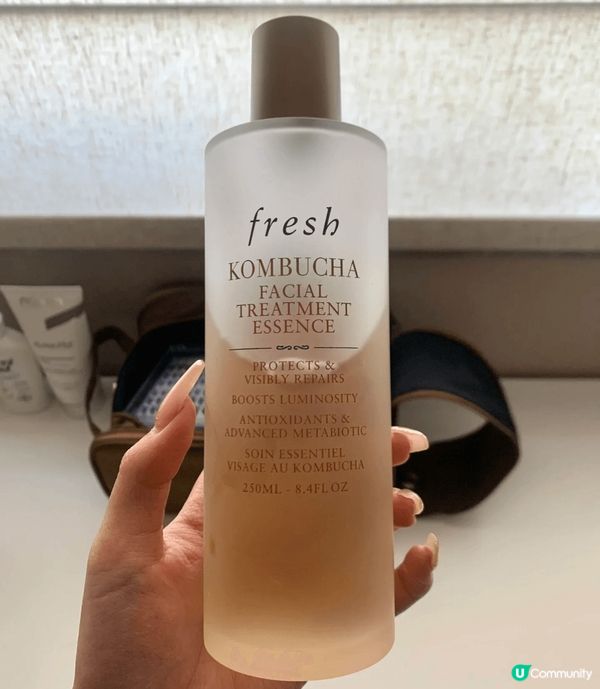 fresh
KOMBUCHA
FACIAL
TREATMENT
ESSENCE
PROTECTS &
VISIBLY REPAIRS
BOOSTS LUMINOSITY
ANTIOXIDANTS &
ADVANCED METABIOTIC
SOIN ESSENTIEL
VISAGE AU KOMBUCHA
250ML - 8.4FL OZ
U Community